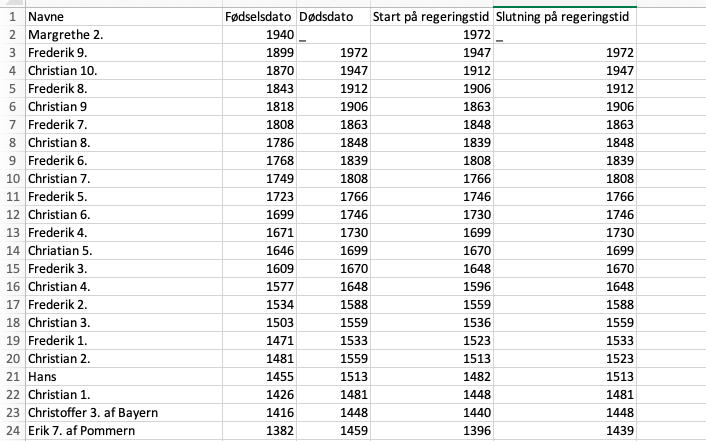 1 Navne Fødselsdato Dødsdato Start på regeringstid Slutning på regeringstid
2 Margrethe 2. 1940 _ 1972 _
3 Frederik 9. 1899 1972 1947 1972
4 Christian 10. 1870 1947 1912 1947
5 Frederik 8. 1843 1912 1906 1912
6 Christian 9 1818 1906 1863 1906
7 Frederik 7. 1808 1863 1848 1863
8 Christian 8. 1786 1848 1839 1848
9 Frederik 6. 1768 1839 1808 1839
10 Christian 7. 1749 1808 1766 1808
11 Frederik 5. 1723 1766 1746 1766
12 Christian 6. 1699 1746 1730 1746
13 Frederik 4. 1671 1730 1699 1730
14 Chriatian 5. 1646 1699 1670 1699
15 Frederik 3. 1609 1670 1648 1670
16 Christian 4. 1577 1648 1596 1648
17 Frederik 2. 1534 1588 1559 1588
18 Christian 3. 1503 1559 1536 1559
19 Frederik 1. 1471 1533 1523 1533
20 Christian 2. 1481 1559 1513 1523
21 Hans 1455 1513 1482 1513
22 Christian 1. 1426 1481 1448 1481
23 Christoffer 3. af Bayern 1416 1448 1440 1448
24 Erik 7. af Pommern 1382 1459 1396 1439